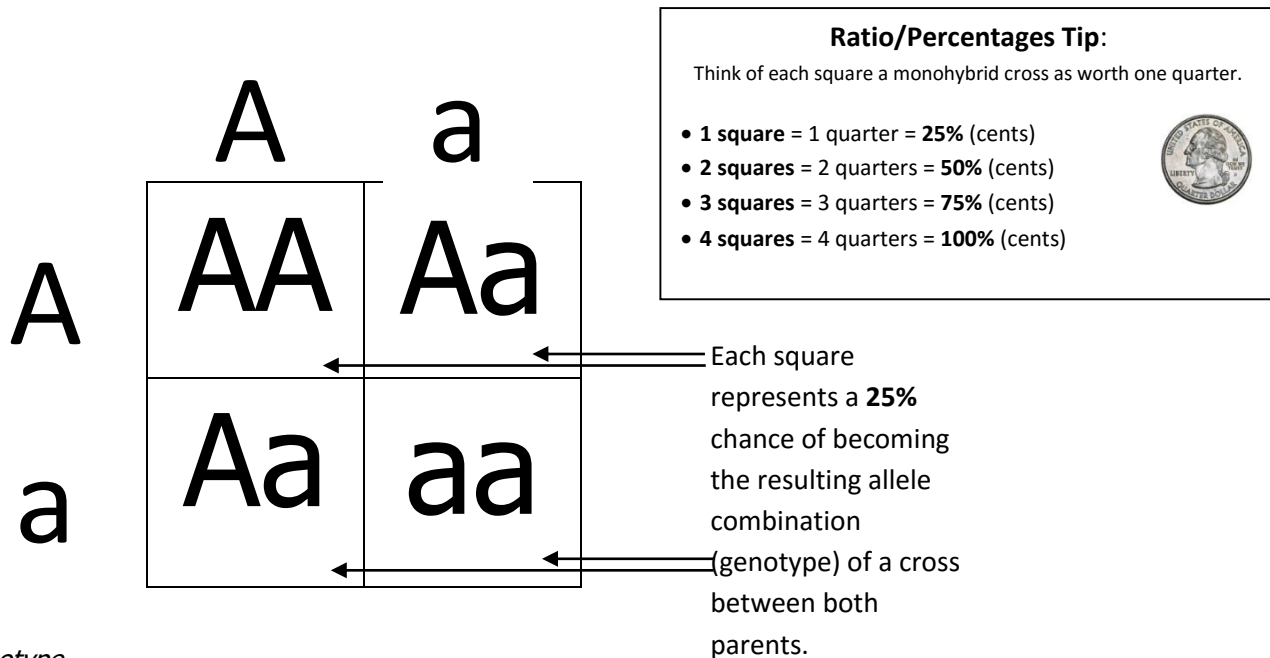 Ratio/Percentages Tip:
Think of each square a monohybrid cross as worth one quarter.
• 1 square = 1 quarter = 25% (cents)
• 2 squares = 2 quarters = 50% (cents)
• 3 squares = 3 quarters = 75% (cents)
• 4 squares = 4 quarters = 100% (cents)
A a
A AA Aa
a Aa aa
Each square
represents a 25%
chance of becoming
the resulting allele
combination
(genotype) of a cross
between both
parents.